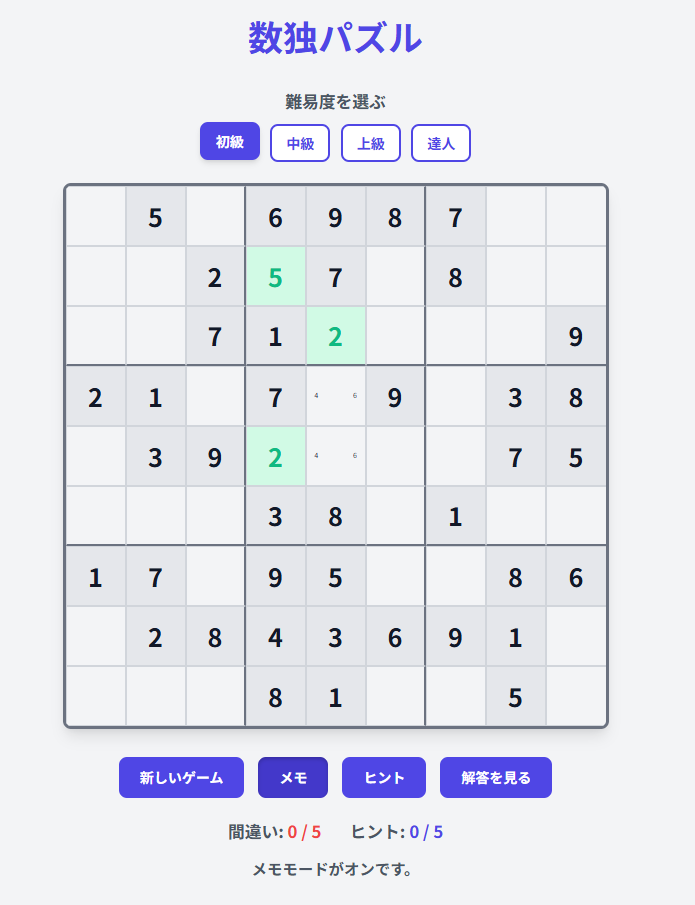 数独パズル
難易度を選ぶ
初級 中級 上級 達人
5 6 9 8 7
2 5 7 8
7 1 2 9
2 1 7 4 6 9 3 8
3 9 2 4 6 7 5
3 8 1
1 7 9 5 8 6
2 8 4 3 6 9 1
8 1 5
新しいゲーム メモ ヒント 解答を見る
間違い: 0 / 5 ヒント: 0 / 5
メモモードがオンです。